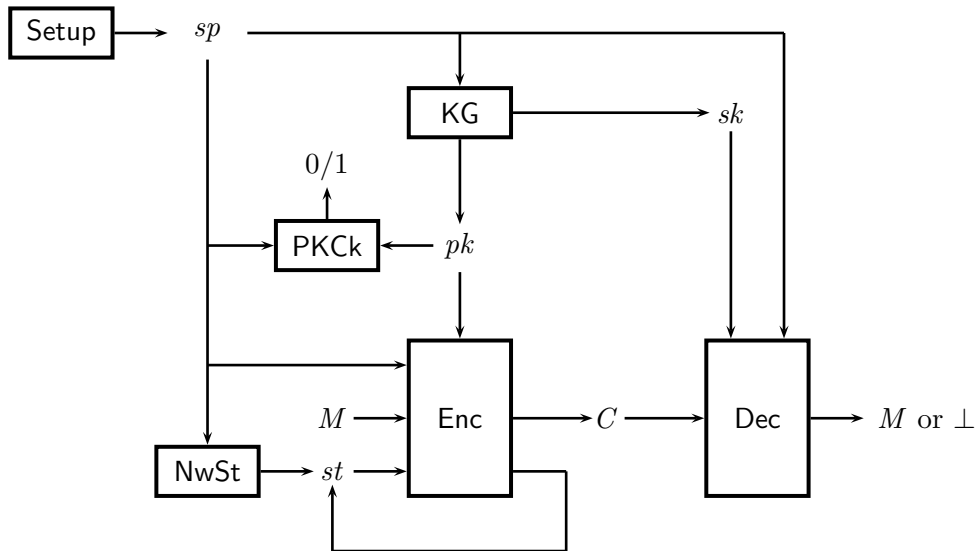 Setup sp
KG sk
0/1
PKCk pk
M Enc C Dec M or ⊥
NwSt st